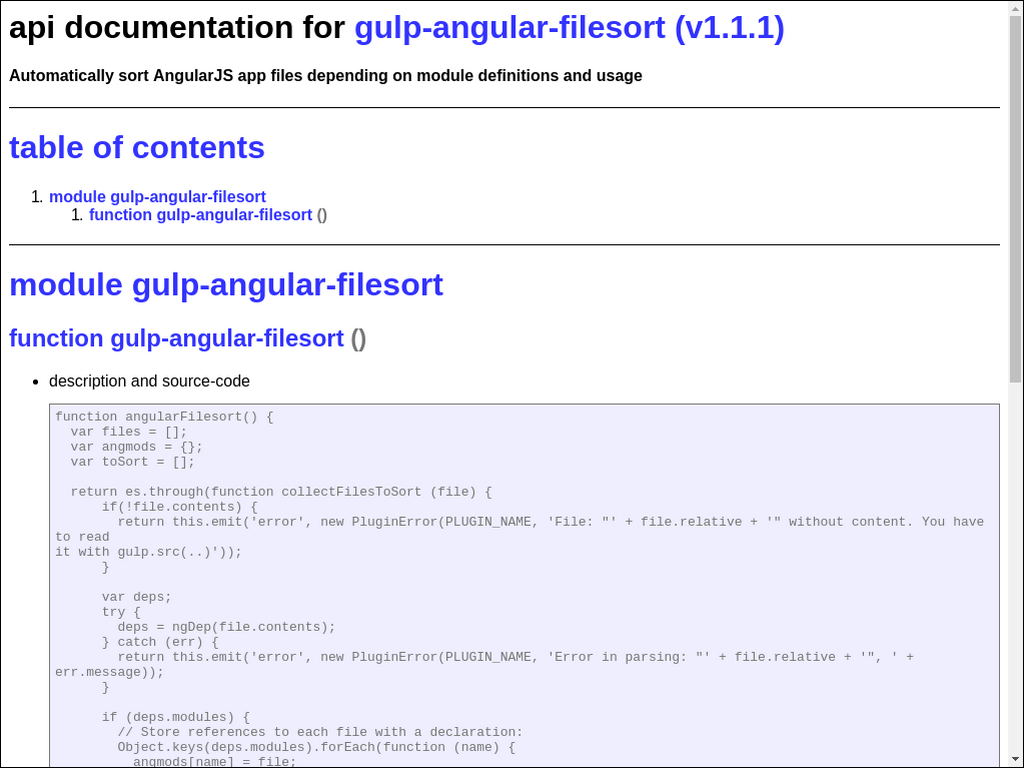 api documentation for gulp-angular-filesort (v1.1.1)
Automatically sort AngularJS app files depending on module definitions and usage
table of contents
1. module gulp-angular-filesort
1. function gulp-angular-filesort ()
module gulp-angular-filesort
function gulp-angular-filesort ()
• description and source-code
function angularFilesort() {
  var files = [];
  var angmods = {};
  var toSort = [];
  return es.through(function collectFilesToSort (file) {
      if(!file.contents) {
        return this.emit('error', new PluginError(PLUGIN_NAME, 'File: "' + file.relative + '" without content. You have
to read
it with gulp.src(..)'));
      }
      var deps;
      try {
        deps = ngDep(file.contents);
      } catch (err) {
        return this.emit('error', new PluginError(PLUGIN_NAME, 'Error in parsing: "' + file.relative + '", ' +
err.message));
      }
      if (deps.modules) {
        // Store references to each file with a declaration:
        Object.keys(deps.modules).forEach(function (name) {
          angmods[name] = file;